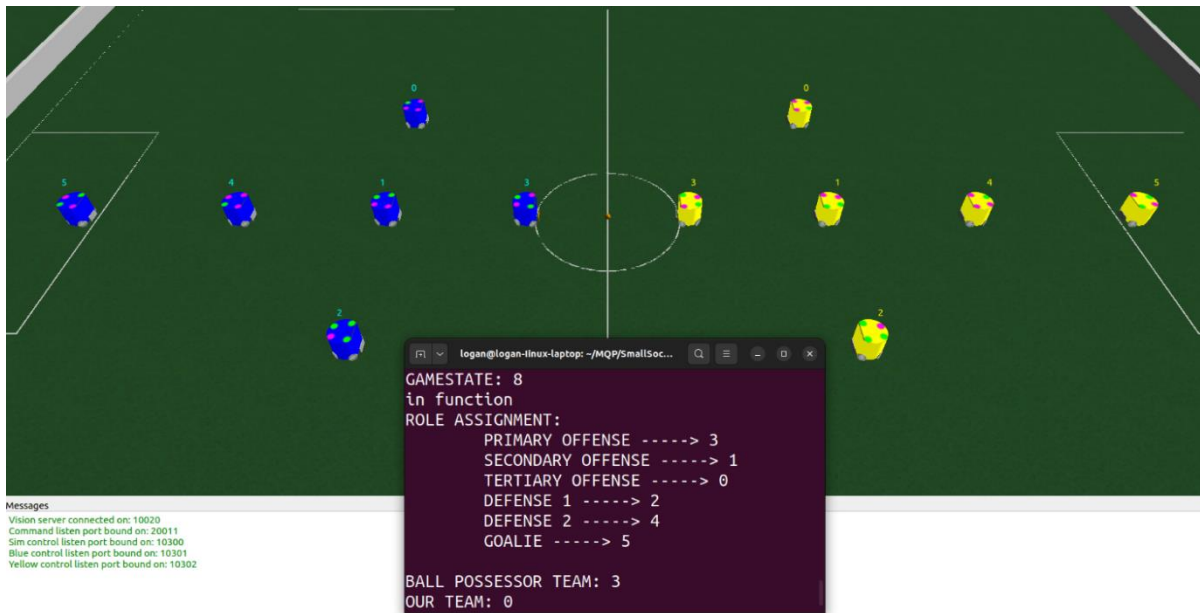 0
0
5
4
1
3
3
1
4
5
2
2
logan@logan-linux-laptop: ~/MQP/SmallSoc...
GAMESTATE: 8
in function
ROLE ASSIGNMENT:
PRIMARY OFFENSE -----> 3
SECONDARY OFFENSE -----> 1
TERTIARY OFFENSE -----> 0
DEFENSE 1 -----> 2
DEFENSE 2 -----> 4
GOALIE -----> 5
BALL POSSESSOR TEAM: 3
OUR TEAM: 0
Messages
Vision server connected on: 10020
Command listen port bound on: 20011
Sim control listen port bound on: 10300
Blue control listen port bound on: 10301
Yellow control listen port bound on: 10302